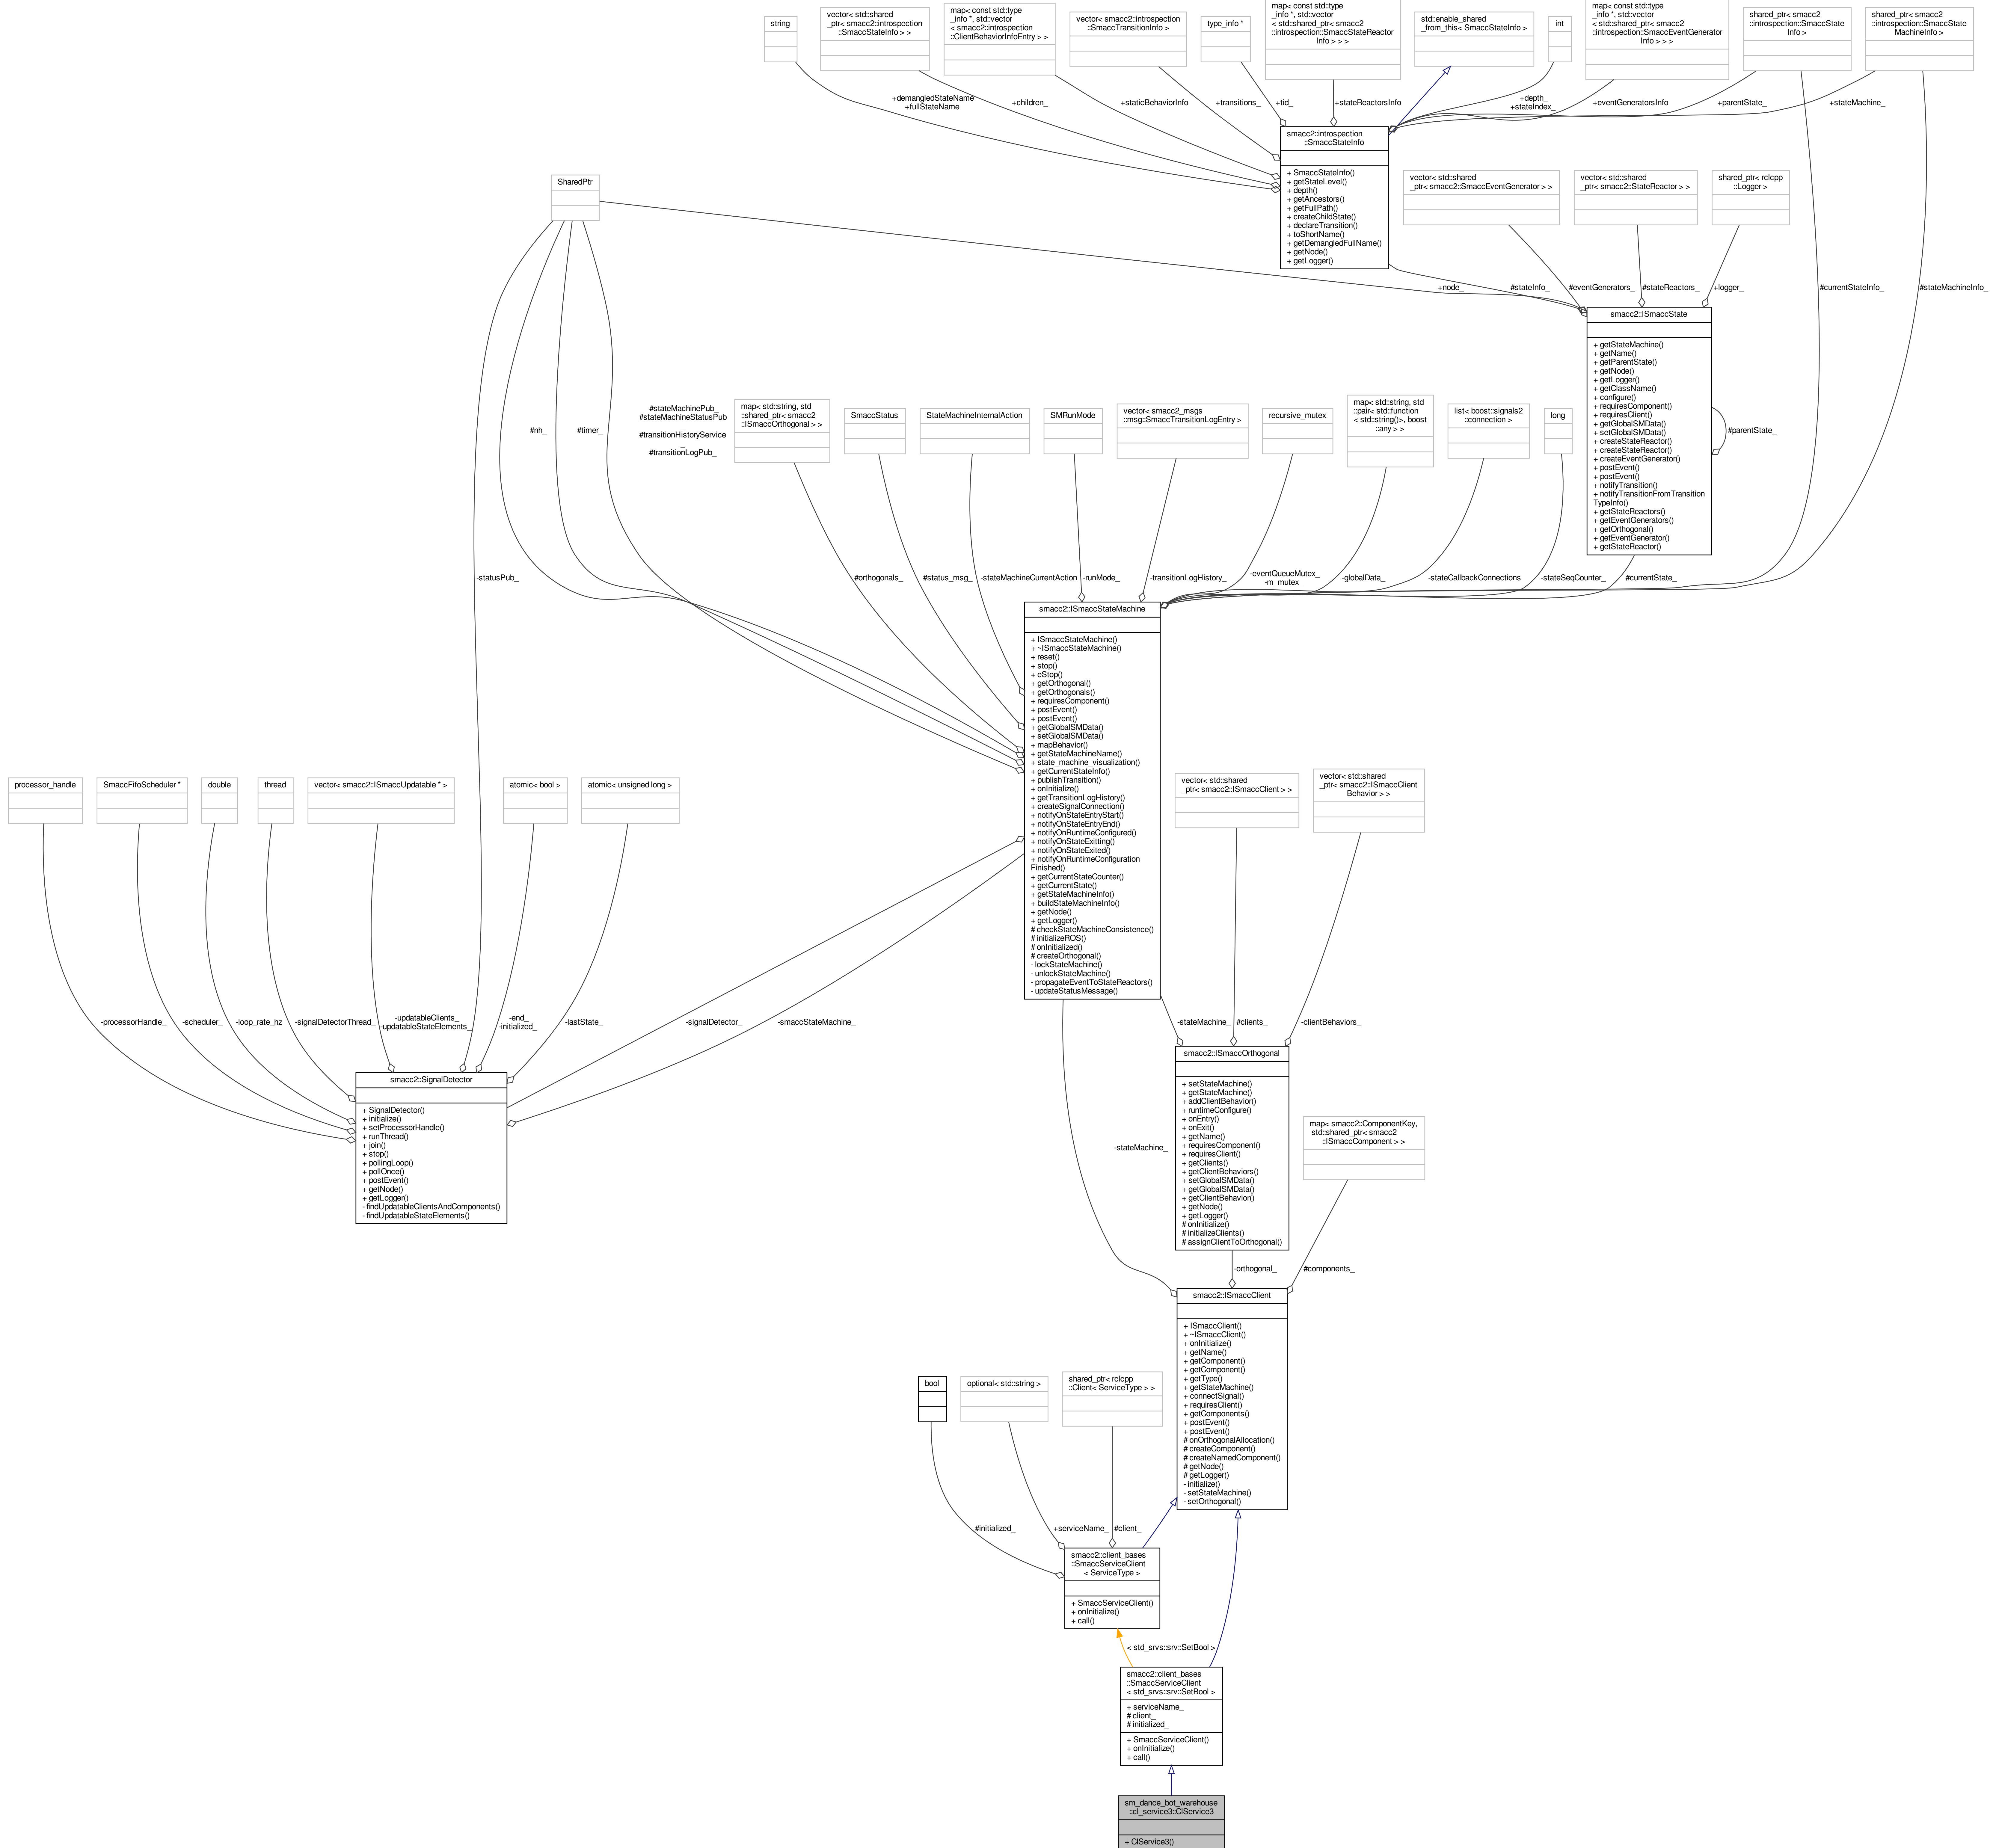 string
vector< std::shared
_ptr< smacc2::introspection
::SmaccStateInfo > >
map< const std::type
_info *, std::vector
< smacc2::introspection
::ClientBehaviorInfoEntry > >
vector< smacc2::introspection
::SmaccTransitionInfo >
type_info *
map< const std::type
_info *, std::vector
< std::shared_ptr< smacc2
::introspection::SmaccStateReactor
Info > > >
std::enable_shared
_from_this< SmaccStateInfo >
int
map< const std::type
_info *, std::vector
< std::shared_ptr< smacc2
::introspection::SmaccEventGenerator
Info > > >
shared_ptr< smacc2
::introspection::SmaccState
Info >
shared_ptr< smacc2
::introspection::SmaccState
MachineInfo >
+demangledStateName
+fullStateName
+children_
+staticBehaviorInfo
+transitions_
+tid_
+stateReactorsInfo
+depth_
+stateIndex_
+eventGeneratorsInfo
+parentState_
+stateMachine_
smacc2::introspection
::SmaccStateInfo
+ SmaccStateInfo()
+ getStateLevel()
+ depth()
+ getAncestors()
+ getFullPath()
+ createChildState()
+ declareTransition()
+ toShortName()
+ getDemangledFullName()
+ getNode()
+ getLogger()
SharedPtr
vector< std::shared
_ptr< smacc2::SmaccEventGenerator > >
vector< std::shared
_ptr< smacc2::StateReactor > >
shared_ptr< rclcpp
::Logger >
+node_
#stateInfo_
#eventGenerators_
#stateReactors_
+logger_
#currentStateInfo_
#stateMachineInfo_
smacc2::ISmaccState
+ getStateMachine()
+ getName()
+ getParentState()
+ getNode()
+ getLogger()
+ getClassName()
+ configure()
+ requiresComponent()
+ requiresClient()
+ getGlobalSMData()
+ setGlobalSMData()
+ createStateReactor()
+ createStateReactor()
+ createEventGenerator()
+ postEvent()
+ postEvent()
+ notifyTransition()
+ notifyTransitionFromTransition
TypeInfo()
+ getStateReactors()
+ getEventGenerators()
+ getOrthogonal()
+ getEventGenerator()
+ getStateReactor()
#parentState_
#nh_
#timer_
#stateMachinePub_
#stateMachineStatusPub
_
#transitionHistoryService
_
#transitionLogPub_
map< std::string, std
::shared_ptr< smacc2
::ISmaccOrthogonal > >
SmaccStatus
StateMachineInternalAction
SMRunMode
vector< smacc2_msgs
::msg::SmaccTransitionLogEntry >
recursive_mutex
map< std::string, std
::pair< std::function
< std::string()>, boost
::any > >
list< boost::signals2
::connection >
long
-statusPub_
#orthogonals_
#status_msg_
-stateMachineCurrentAction
-runMode_
-transitionLogHistory_
-eventQueueMutex_
-m_mutex_
-globalData_
-stateCallbackConnections
-stateSeqCounter_
#currentState_
smacc2::ISmaccStateMachine
+ ISmaccStateMachine()
+ ~ISmaccStateMachine()
+ reset()
+ stop()
+ eStop()
+ getOrthogonal()
+ getOrthogonals()
+ requiresComponent()
+ postEvent()
+ postEvent()
+ getGlobalSMData()
+ setGlobalSMData()
+ mapBehavior()
+ getStateMachineName()
+ state_machine_visualization()
+ getCurrentStateInfo()
+ publishTransition()
+ onInitialize()
+ getTransitionLogHistory()
+ createSignalConnection()
+ notifyOnStateEntryStart()
+ notifyOnStateEntryEnd()
+ notifyOnRuntimeConfigured()
+ notifyOnStateExitting()
+ notifyOnStateExited()
+ notifyOnRuntimeConfiguration
Finished()
+ getCurrentStateCounter()
+ getCurrentState()
+ getStateMachineInfo()
+ buildStateMachineInfo()
+ getNode()
+ getLogger()
# checkStateMachineConsistence()
# initializeROS()
# onInitialized()
# createOrthogonal()
- lockStateMachine()
- unlockStateMachine()
- propagateEventToStateReactors()
- updateStatusMessage()
processor_handle
SmaccFifoScheduler *
double
thread
vector< smacc2::ISmaccUpdatable * >
atomic< bool >
atomic< unsigned long >
vector< std::shared
_ptr< smacc2::ISmaccClient > >
vector< std::shared
_ptr< smacc2::ISmaccClient
Behavior > >
-processorHandle_
-scheduler_
-loop_rate_hz
-signalDetectorThread_
-updatableClients_
-updatableStateElements_
-end_
-initialized_
-lastState_
-signalDetector_
-smaccStateMachine_
-stateMachine_
#clients_
-clientBehaviors_
smacc2::SignalDetector
+ SignalDetector()
+ initialize()
+ setProcessorHandle()
+ runThread()
+ join()
+ stop()
+ pollingLoop()
+ pollOnce()
+ postEvent()
+ getNode()
+ getLogger()
- findUpdatableClientsAndComponents()
- findUpdatableStateElements()
smacc2::ISmaccOrthogonal
+ setStateMachine()
+ getStateMachine()
+ addClientBehavior()
+ runtimeConfigure()
+ onEntry()
+ onExit()
+ getName()
+ requiresComponent()
+ requiresClient()
+ getClients()
+ getClientBehaviors()
+ setGlobalSMData()
+ getGlobalSMData()
+ getClientBehavior()
+ getNode()
+ getLogger()
# onInitialize()
# initializeClients()
# assignClientToOrthogonal()
map< smacc2::ComponentKey,
std::shared_ptr< smacc2
::ISmaccComponent > >
-stateMachine_
-orthogonal_
#components_
smacc2::ISmaccClient
+ ISmaccClient()
+ ~ISmaccClient()
+ onInitialize()
+ getName()
+ getComponent()
+ getComponent()
+ getType()
+ getStateMachine()
+ connectSignal()
+ requiresClient()
+ getComponents()
+ postEvent()
+ postEvent()
# onOrthogonalAllocation()
# createComponent()
# createNamedComponent()
# getNode()
# getLogger()
- initialize()
- setStateMachine()
- setOrthogonal()
bool
optional< std::string >
shared_ptr< rclcpp
::Client< ServiceType > >
#initialized_
+serviceName_
#client_
smacc2::client_bases
::SmaccServiceClient
< ServiceType >
+ SmaccServiceClient()
+ onInitialize()
+ call()
< std_srvs::srv::SetBool >
smacc2::client_bases
::SmaccServiceClient
< std_srvs::srv::SetBool >
+ serviceName_
# client_
# initialized_
+ SmaccServiceClient()
+ onInitialize()
+ call()
sm_dance_bot_warehouse
::cl_service3::ClService3
+ ClService3()